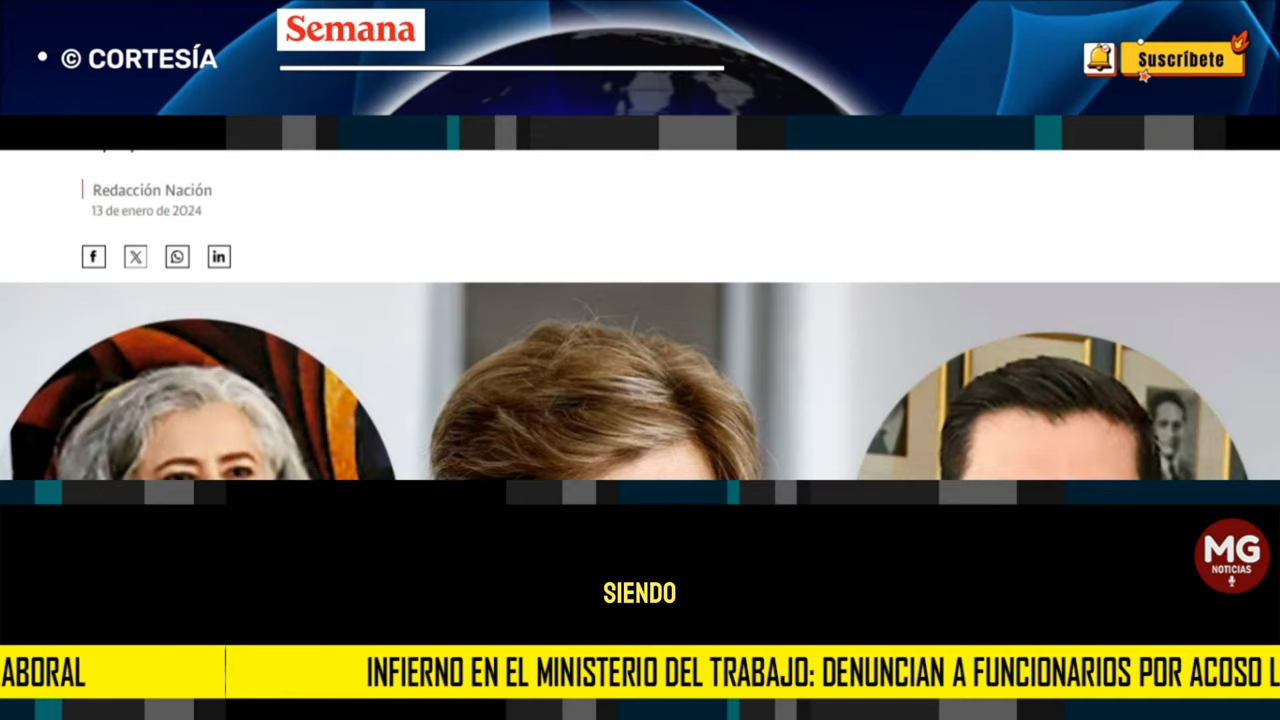 • © CORTESÍA
Semana
Suscríbete
Redacción Nación
13 de enero de 2024
f X in
MG
NOTICIAS
SIENDO
ABORAL
INFIERNO EN EL MINISTERIO DEL TRABAJO: DENUNCIAN A FUNCIONARIOS POR ACOSO L